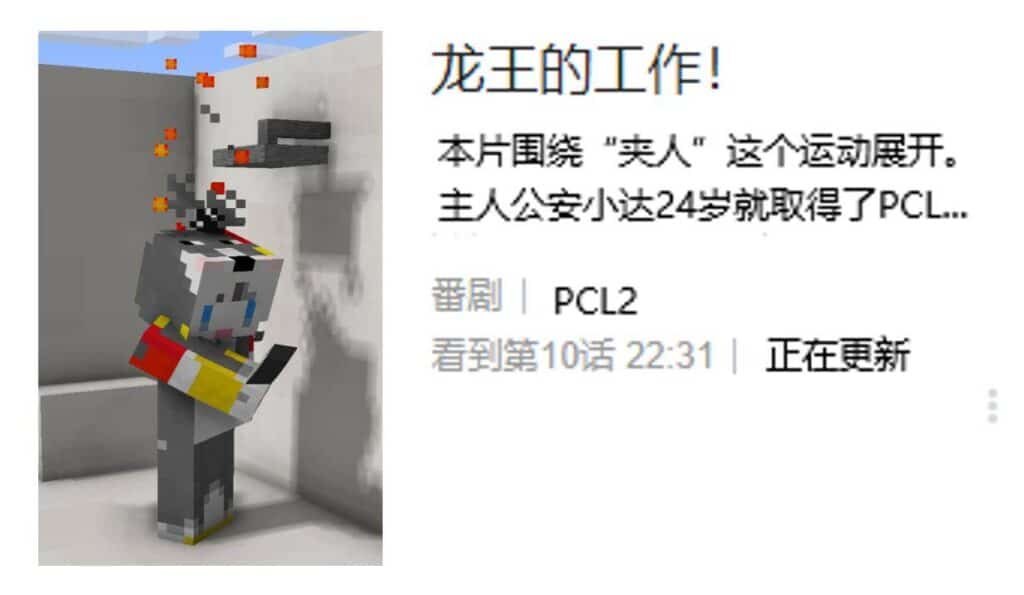 龙王的工作！
本片围绕“夹人”这个运动展开。
主人公安小达24岁就取得了PCL...
番剧｜ PCL2
看到第10话 22:31｜ 正在更新